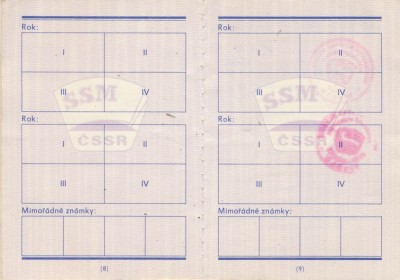 Rok:
I II
III IV
SSM
ČSSR
Rok:
I II
III IV
Mimořádné známky:
(8)
Rok:
I II
III IV
SSM
ČSSR
Rok:
I II
III IV
Mimořádné známky:
(9)